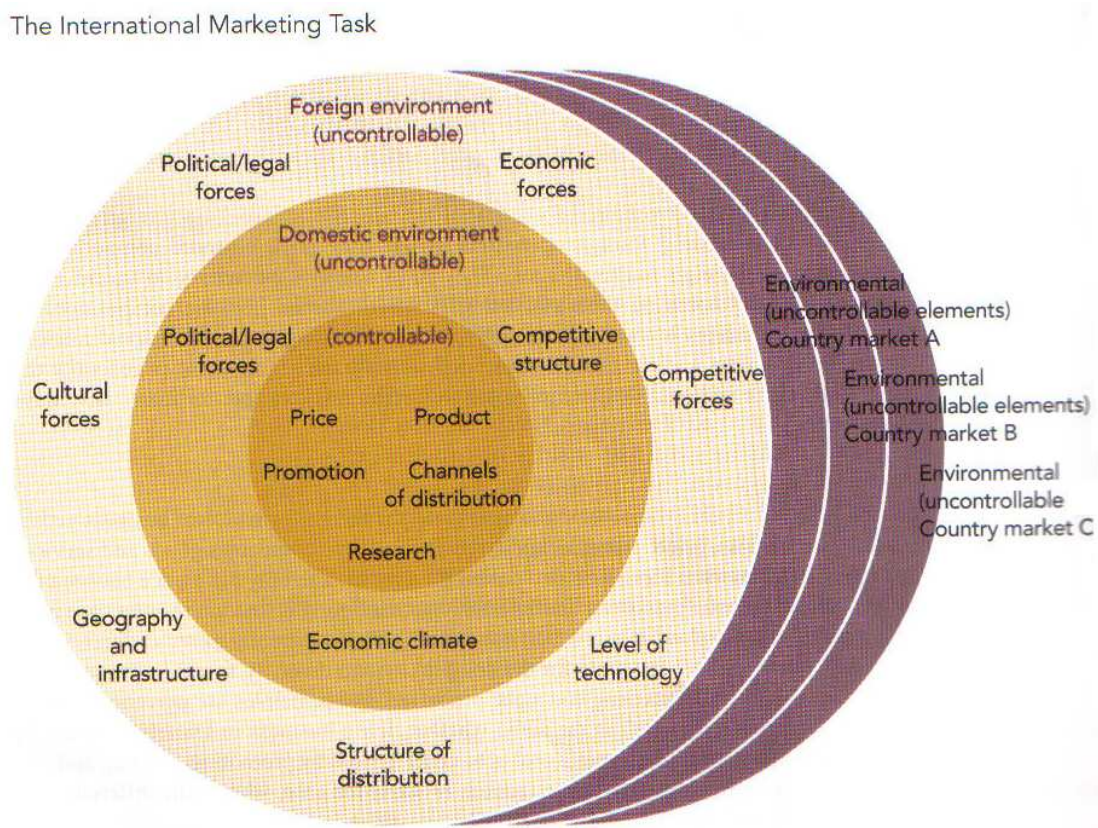 The International Marketing Task
Foreign environment
(uncontrollable)
Political/legal
forces
Economic
forces
Domestic environment
(uncontrollable)
Political/legal
forces
(controllable)
Competitive
structure
Cultural
forces
Competitive
forces
Price
Product
Promotion
Channels
of distribution
Research
Geography
and
infrastructure
Economic climate
Level of
technology
Structure of
distribution
Environmental
(uncontrollable elements)
Country market A
Environmental
(uncontrollable elements)
Country market B
Environmental
(uncontrollable
Country market C